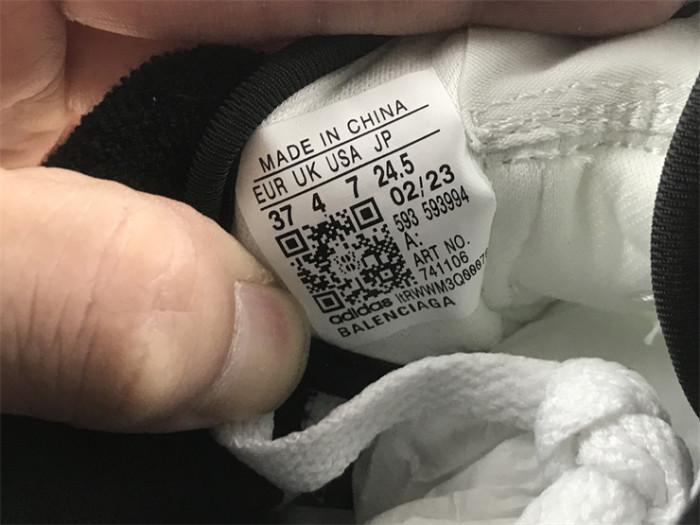 MADE IN CHINA
EUR UK USA JP
37 4 7 24.5
02/23
593 593994
A:
ART NO.
741106
adidas
BALENCIAGA